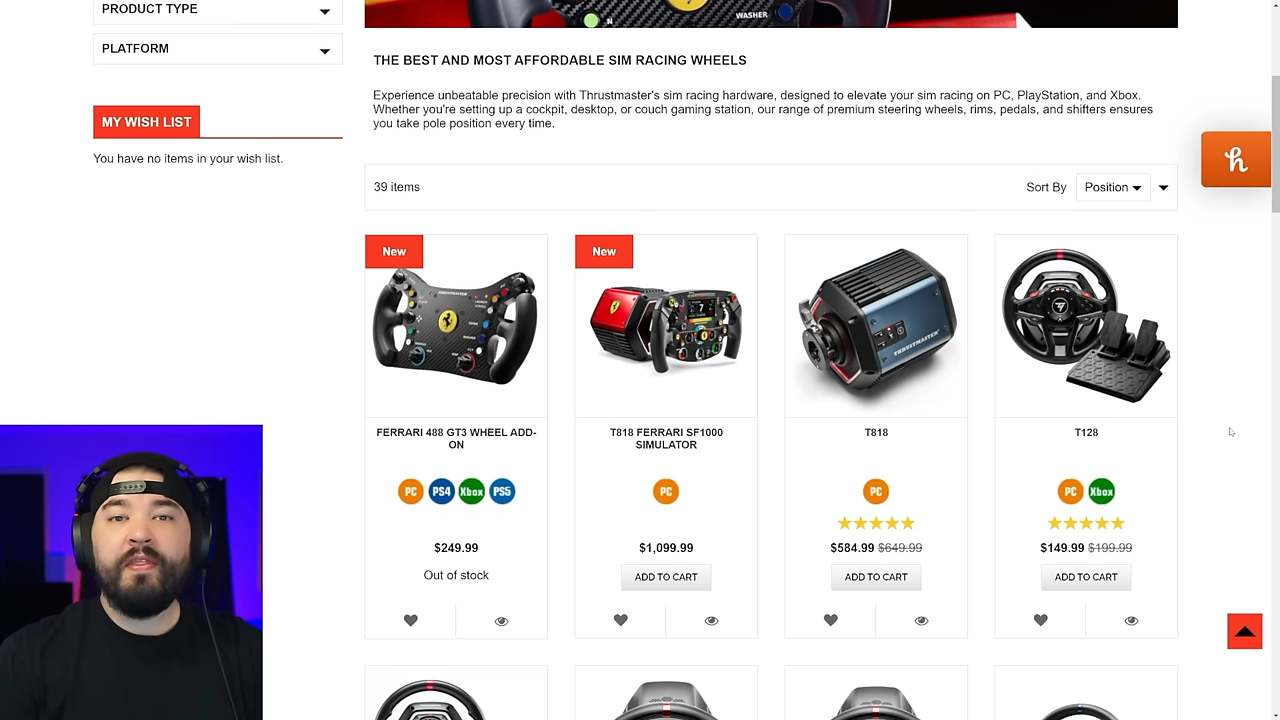 PRODUCT TYPE
PLATFORM
MY WISH LIST
You have no items in your wish list.
N
WASHER
THE BEST AND MOST AFFORDABLE SIM RACING WHEELS
Experience unbeatable precision with Thrustmaster's sim racing hardware, designed to elevate your sim racing on PC, PlayStation, and Xbox.
Whether you're setting up a cockpit, desktop, or couch gaming station, our range of premium steering wheels, rims, pedals, and shifters ensures
you take pole position every time.
39 items
Sort By
Position
New
THRUSTMASTER
FERRARI 488 GT3 WHEEL ADD-
ON
PC
PS4
Xbox
PS5
$249.99
Out of stock
New
T818 FERRARI SF1000
SIMULATOR
PC
$1,099.99
ADD TO CART
THRUSTMASTER
T818
PC
$584.99 $649.99
ADD TO CART
T128
PC
Xbox
$149.99 $199.99
ADD TO CART